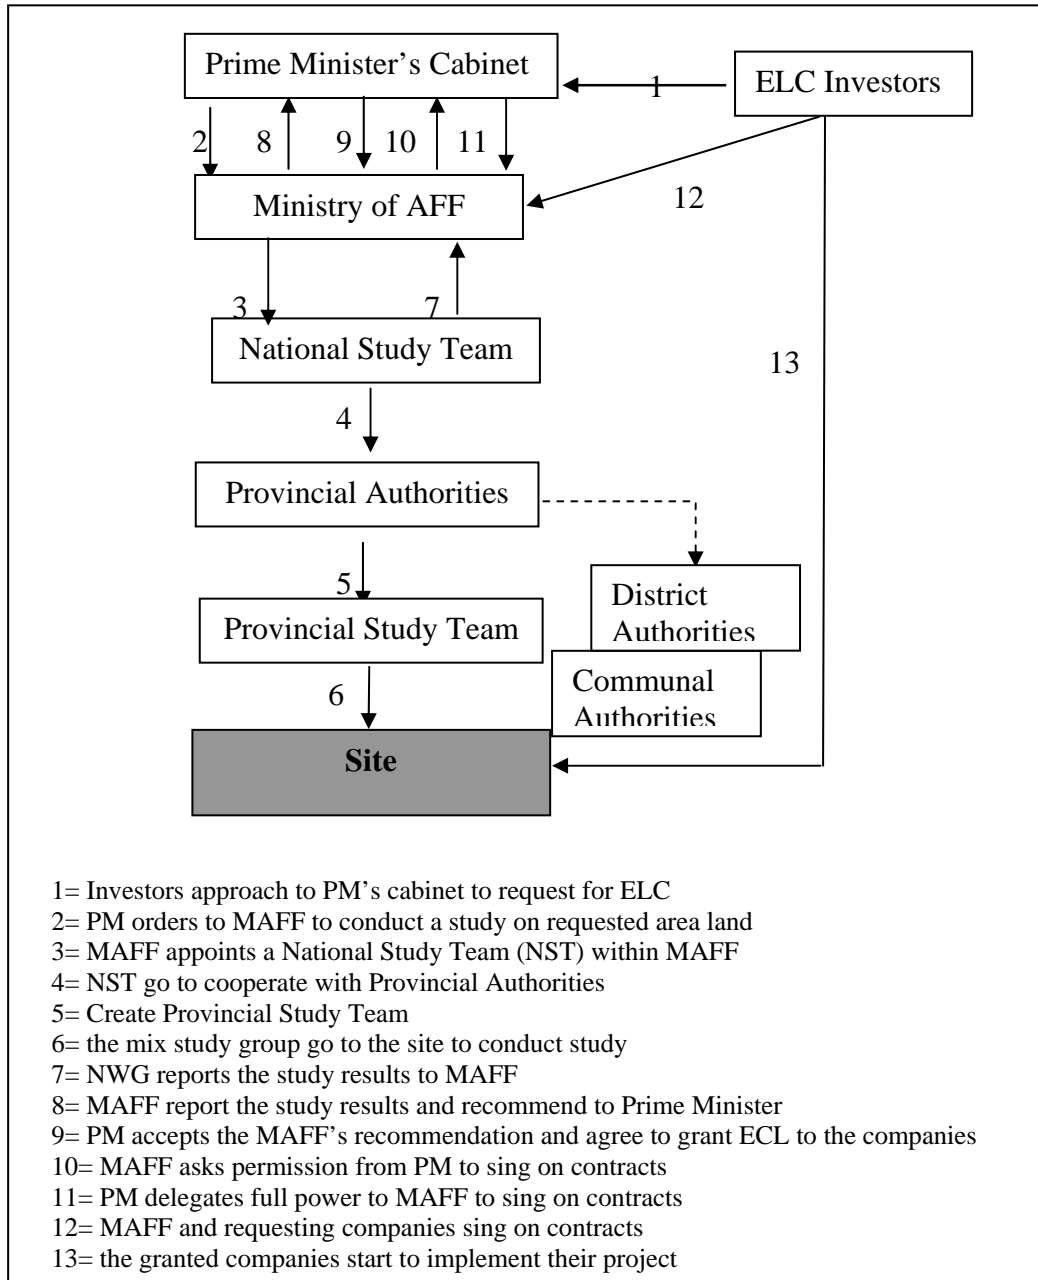 Prime Minister's Cabinet
1
ELC Investors
2
8
9
10
11
Ministry of AFF
12
3
7
National Study Team
13
4
Provincial Authorities
5
District
Authorities
Provincial Study Team
Communal
Authorities
6
Site
1= Investors approach to PM's cabinet to request for ELC
2= PM orders to MAFF to conduct a study on requested area land
3= MAFF appoints a National Study Team (NST) within MAFF
4= NST go to cooperate with Provincial Authorities
5= Create Provincial Study Team
6= the mix study group go to the site to conduct study
7= NWG reports the study results to MAFF
8= MAFF report the study results and recommend to Prime Minister
9= PM accepts the MAFF's recommendation and agree to grant ECL to the companies
10= MAFF asks permission from PM to sing on contracts
11= PM delegates full power to MAFF to sing on contracts
12= MAFF and requesting companies sing on contracts
13= the granted companies start to implement their project